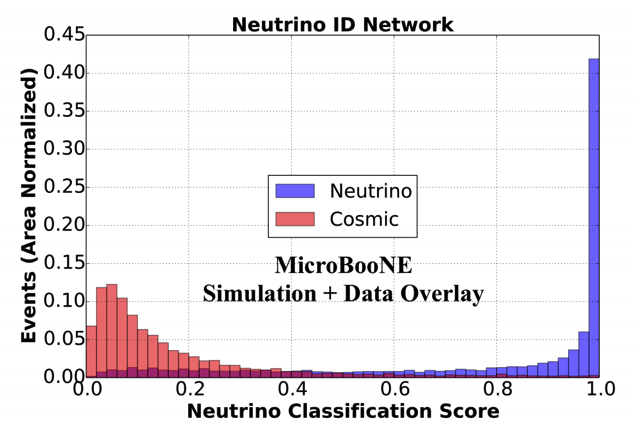 Neutrino ID Network
Events (Area Normalized)
0.45
0.40
0.35
0.30
0.25
0.20
0.15
0.10
0.05
0.00
Neutrino
Cosmic
MicroBooNE
Simulation + Data Overlay
0.0 0.2 0.4 0.6 0.8 1.0
Neutrino Classification Score